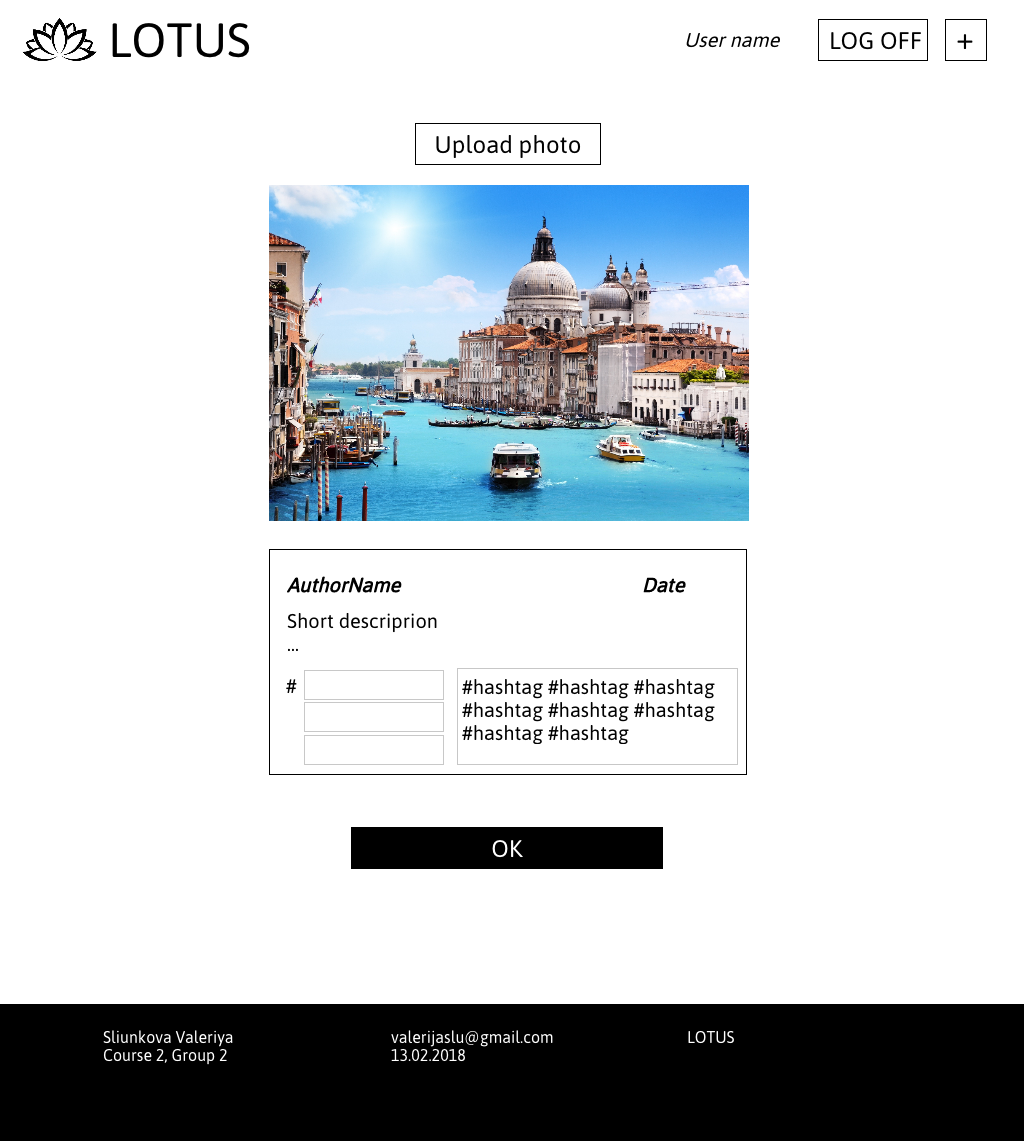 LOTUS
User name
LOG OFF
+
Upload photo
AuthorName
Date
Short descriprion
...
#
#hashtag #hashtag #hashtag
#hashtag #hashtag #hashtag
#hashtag #hashtag
OK
Sliunkova Valeriya
Course 2, Group 2
valerijaslu@gmail.com
13.02.2018
LOTUS